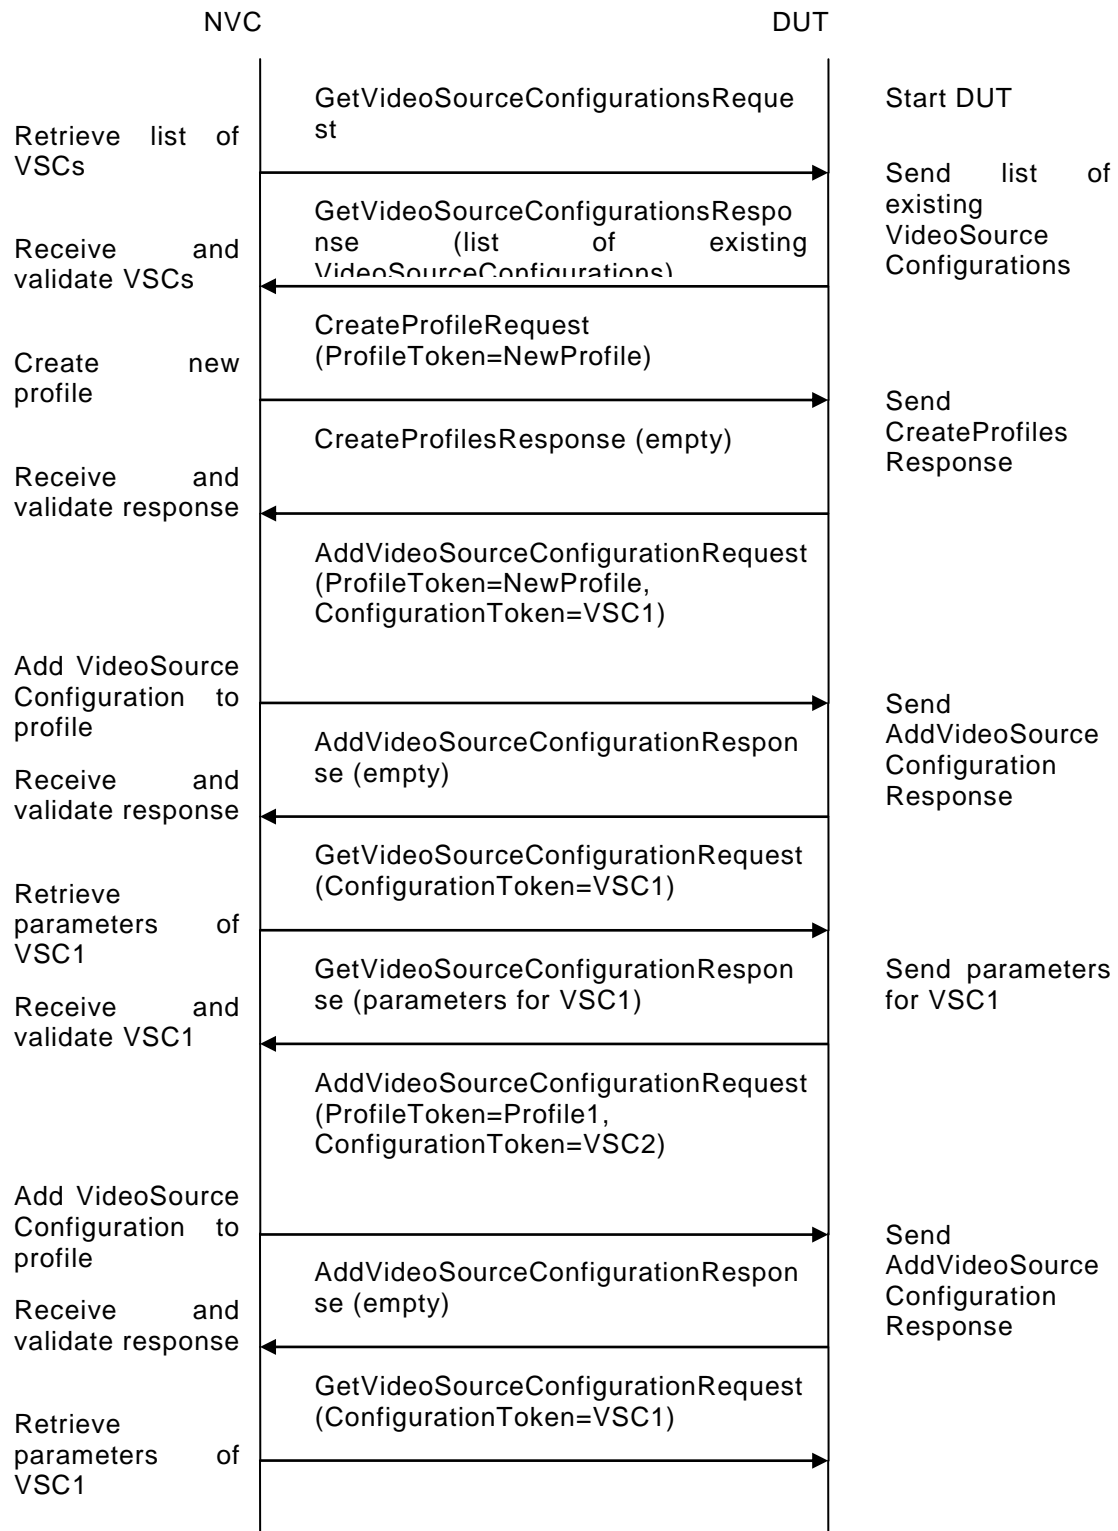 NVC
DUT
GetVideoSourceConfigurationsReque
st
Start DUT
Retrieve list of
VSCs
Send list of
existing
VideoSource
Configurations
GetVideoSourceConfigurationsRespo
nse (list of existing
VideoSourceConfigurations)
Receive and
validate VSCs
CreateProfileRequest
(ProfileToken=NewProfile)
Create new
profile
Send
CreateProfiles
Response
CreateProfilesResponse (empty)
Receive and
validate response
AddVideoSourceConfigurationRequest
(ProfileToken=NewProfile,
ConfigurationToken=VSC1)
Add VideoSource
Configuration to
profile
Send
AddVideoSource
Configuration
Response
AddVideoSourceConfigurationRespon
se (empty)
Receive and
validate response
GetVideoSourceConfigurationRequest
(ConfigurationToken=VSC1)
Retrieve
parameters of
VSC1
Send parameters
for VSC1
GetVideoSourceConfigurationRespon
se (parameters for VSC1)
Receive and
validate VSC1
AddVideoSourceConfigurationRequest
(ProfileToken=Profile1,
ConfigurationToken=VSC2)
Add VideoSource
Configuration to
profile
Send
AddVideoSource
Configuration
Response
AddVideoSourceConfigurationRespon
se (empty)
Receive and
validate response
GetVideoSourceConfigurationRequest
(ConfigurationToken=VSC1)
Retrieve
parameters of
VSC1